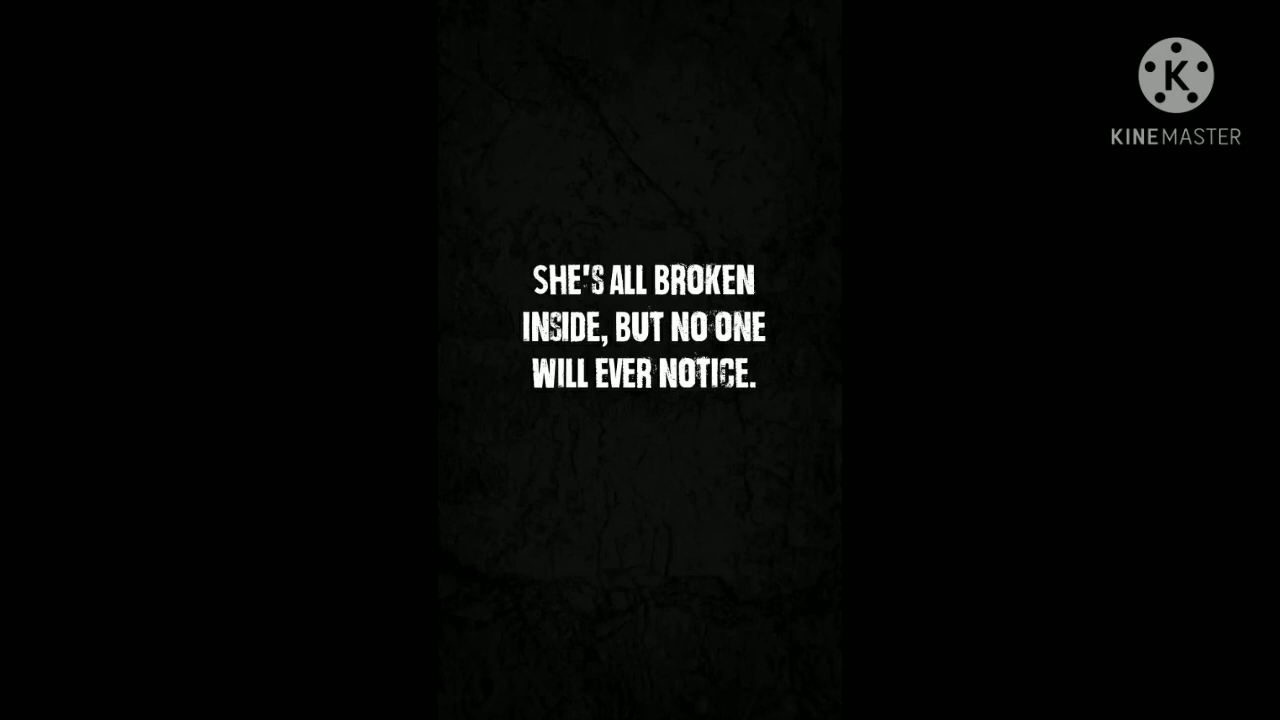 SHE'S ALL BROKEN
INSIDE, BUT NO ONE
WILL EVER NOTICE.
K
KINEMASTER